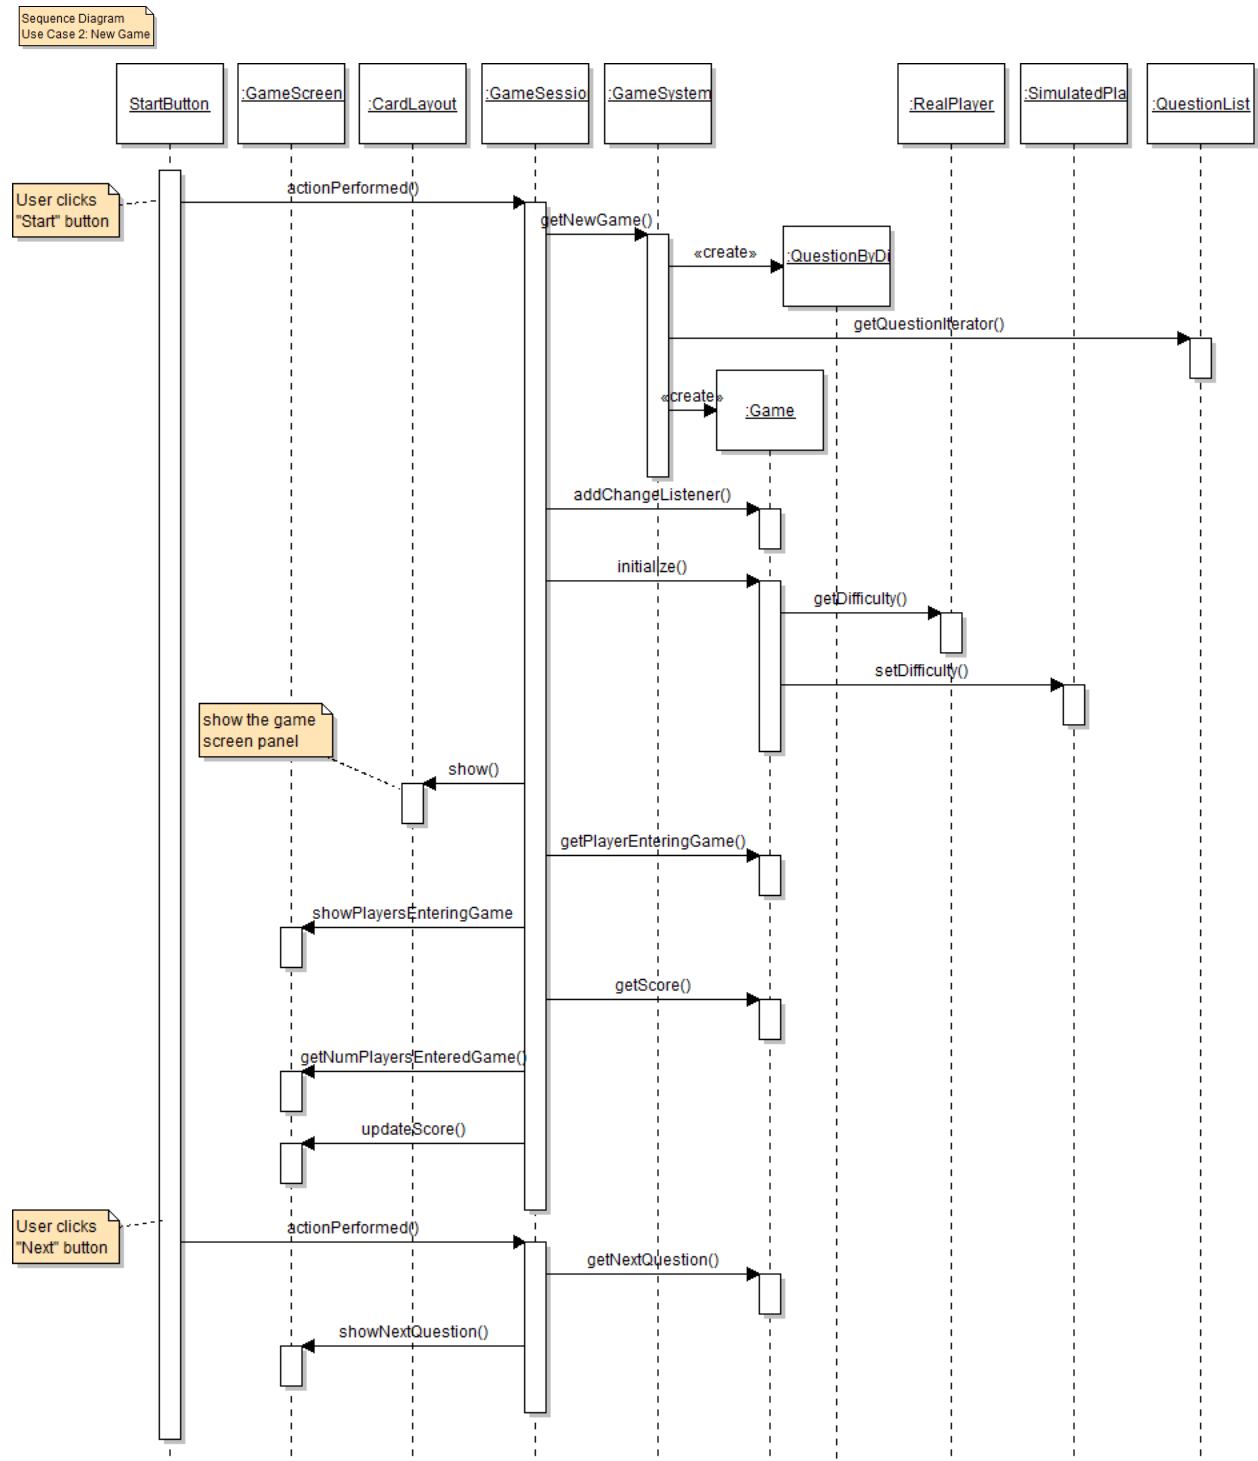 Sequence Diagram
Use Case 2: New Game
StartButton
:GameScreen
:CardLayout
:GameSessio
:GameSystem
:RealPlayer
:SimulatedPla
:QuestionList
User clicks
"Start" button
actionPerformed()
getNewGame()
«create»
:QuestionByDi
getQuestionIterator()
«create»
:Game
addChangeListener()
initialize()
getDifficulty()
setDifficulty()
show the game
screen panel
show()
getPlayerEnteringGame()
showPlayersEnteringGame
getScore()
getNumPlayersEnteredGame()
updateScore()
User clicks
"Next" button
actionPerformed()
getNextQuestion()
showNextQuestion()